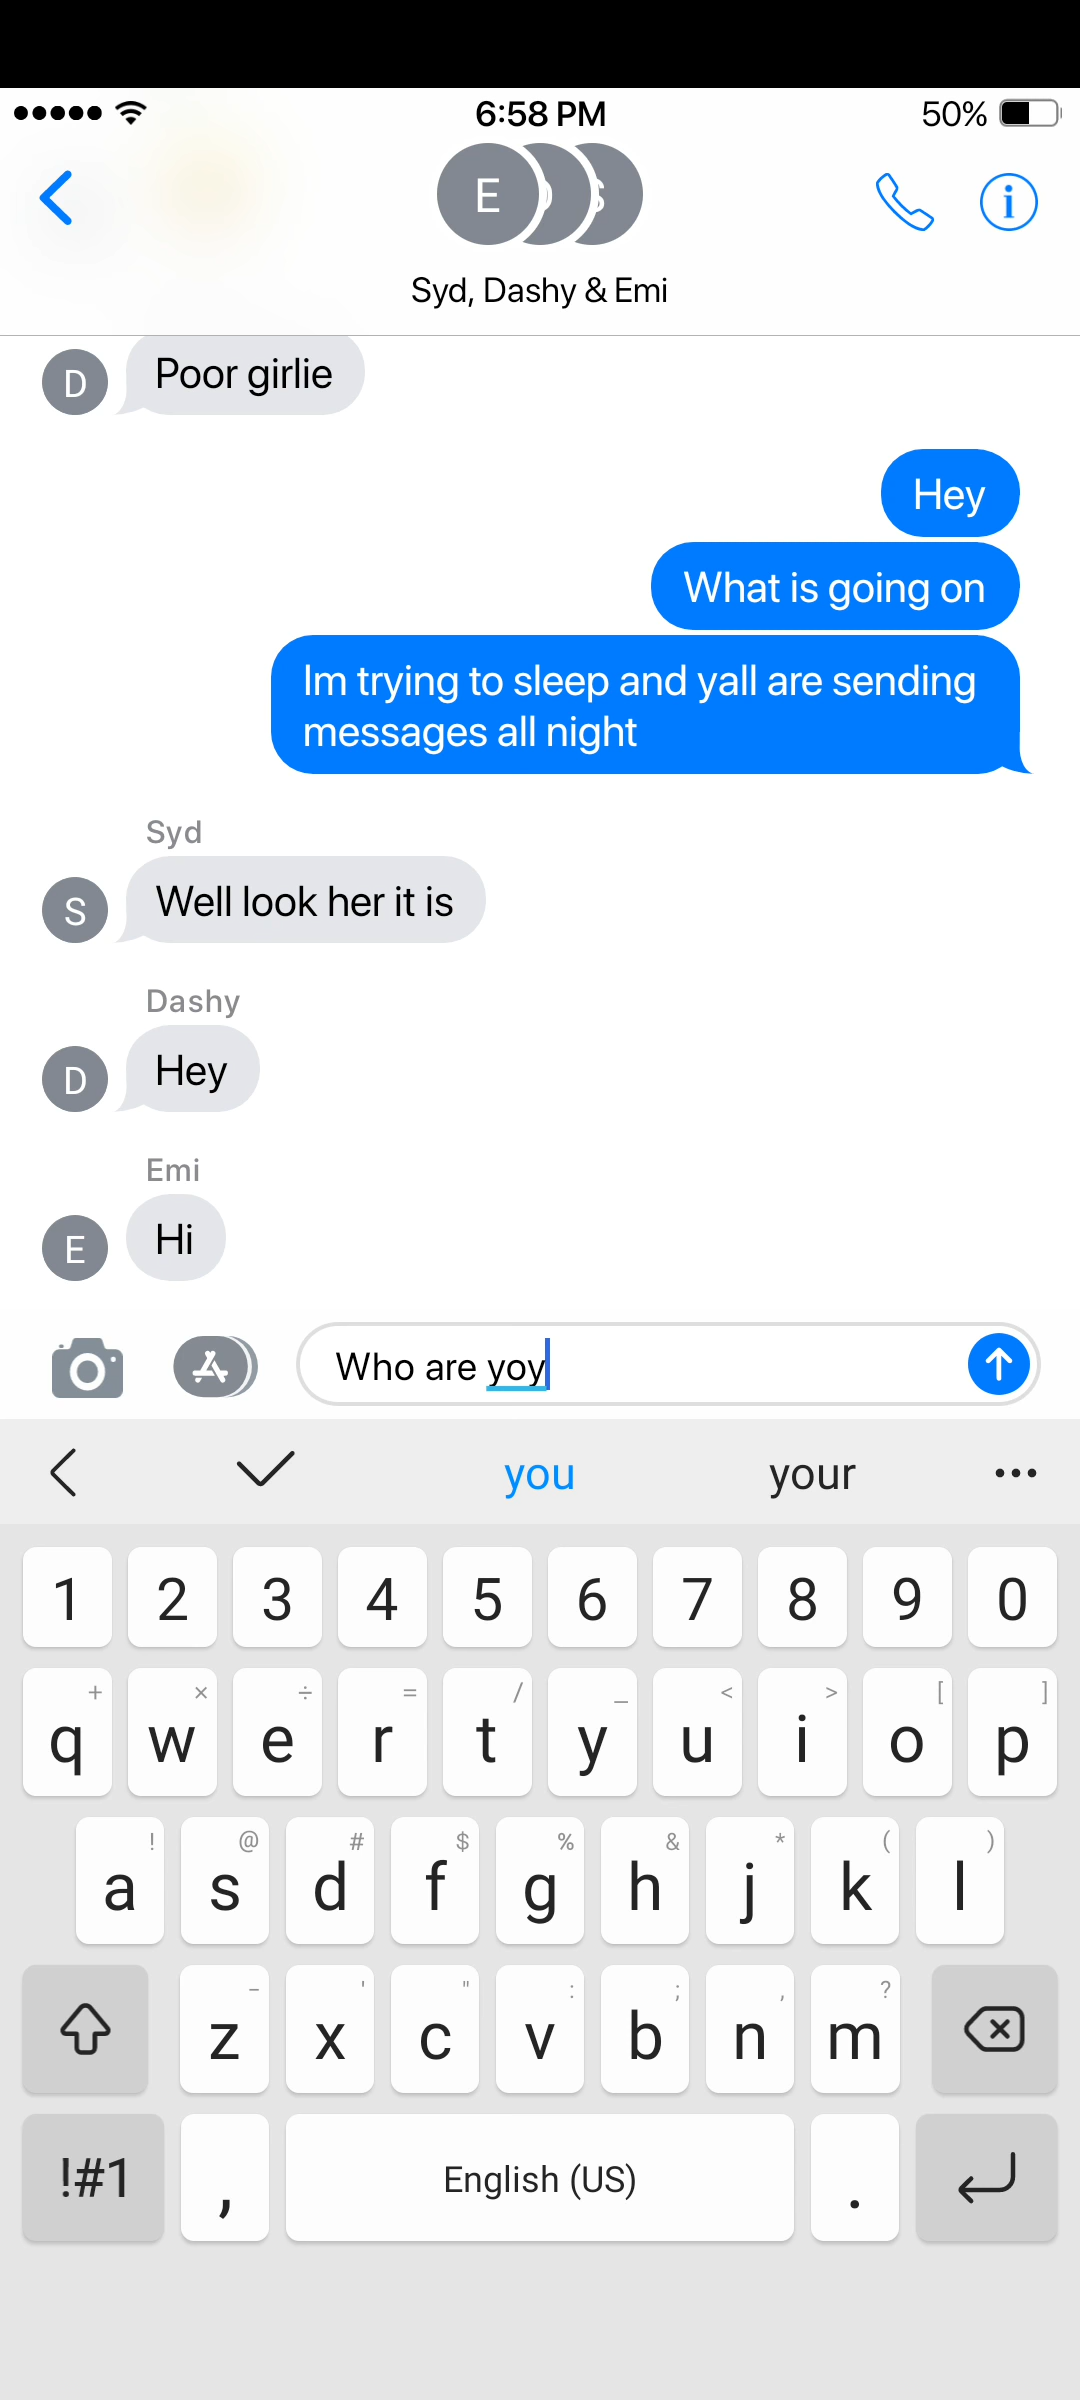 6:58 PM
50%
E
Syd, Dashy & Emi
D
Poor girlie
Hey
What is going on
Im trying to sleep and yall are sending
messages all night
Syd
S
Well look her it is
Dashy
D
Hey
Emi
E
Hi
Who are yoy
you your
1 2 3 4 5 6 7 8 9 0
+ × ÷ = / _ < > [ ]
q w e r t y u i o p
! @ # $ % & * ( )
a s d f g h j k l
- ' " : ; , ?
z x c v b n m
!#1 , English (US) .